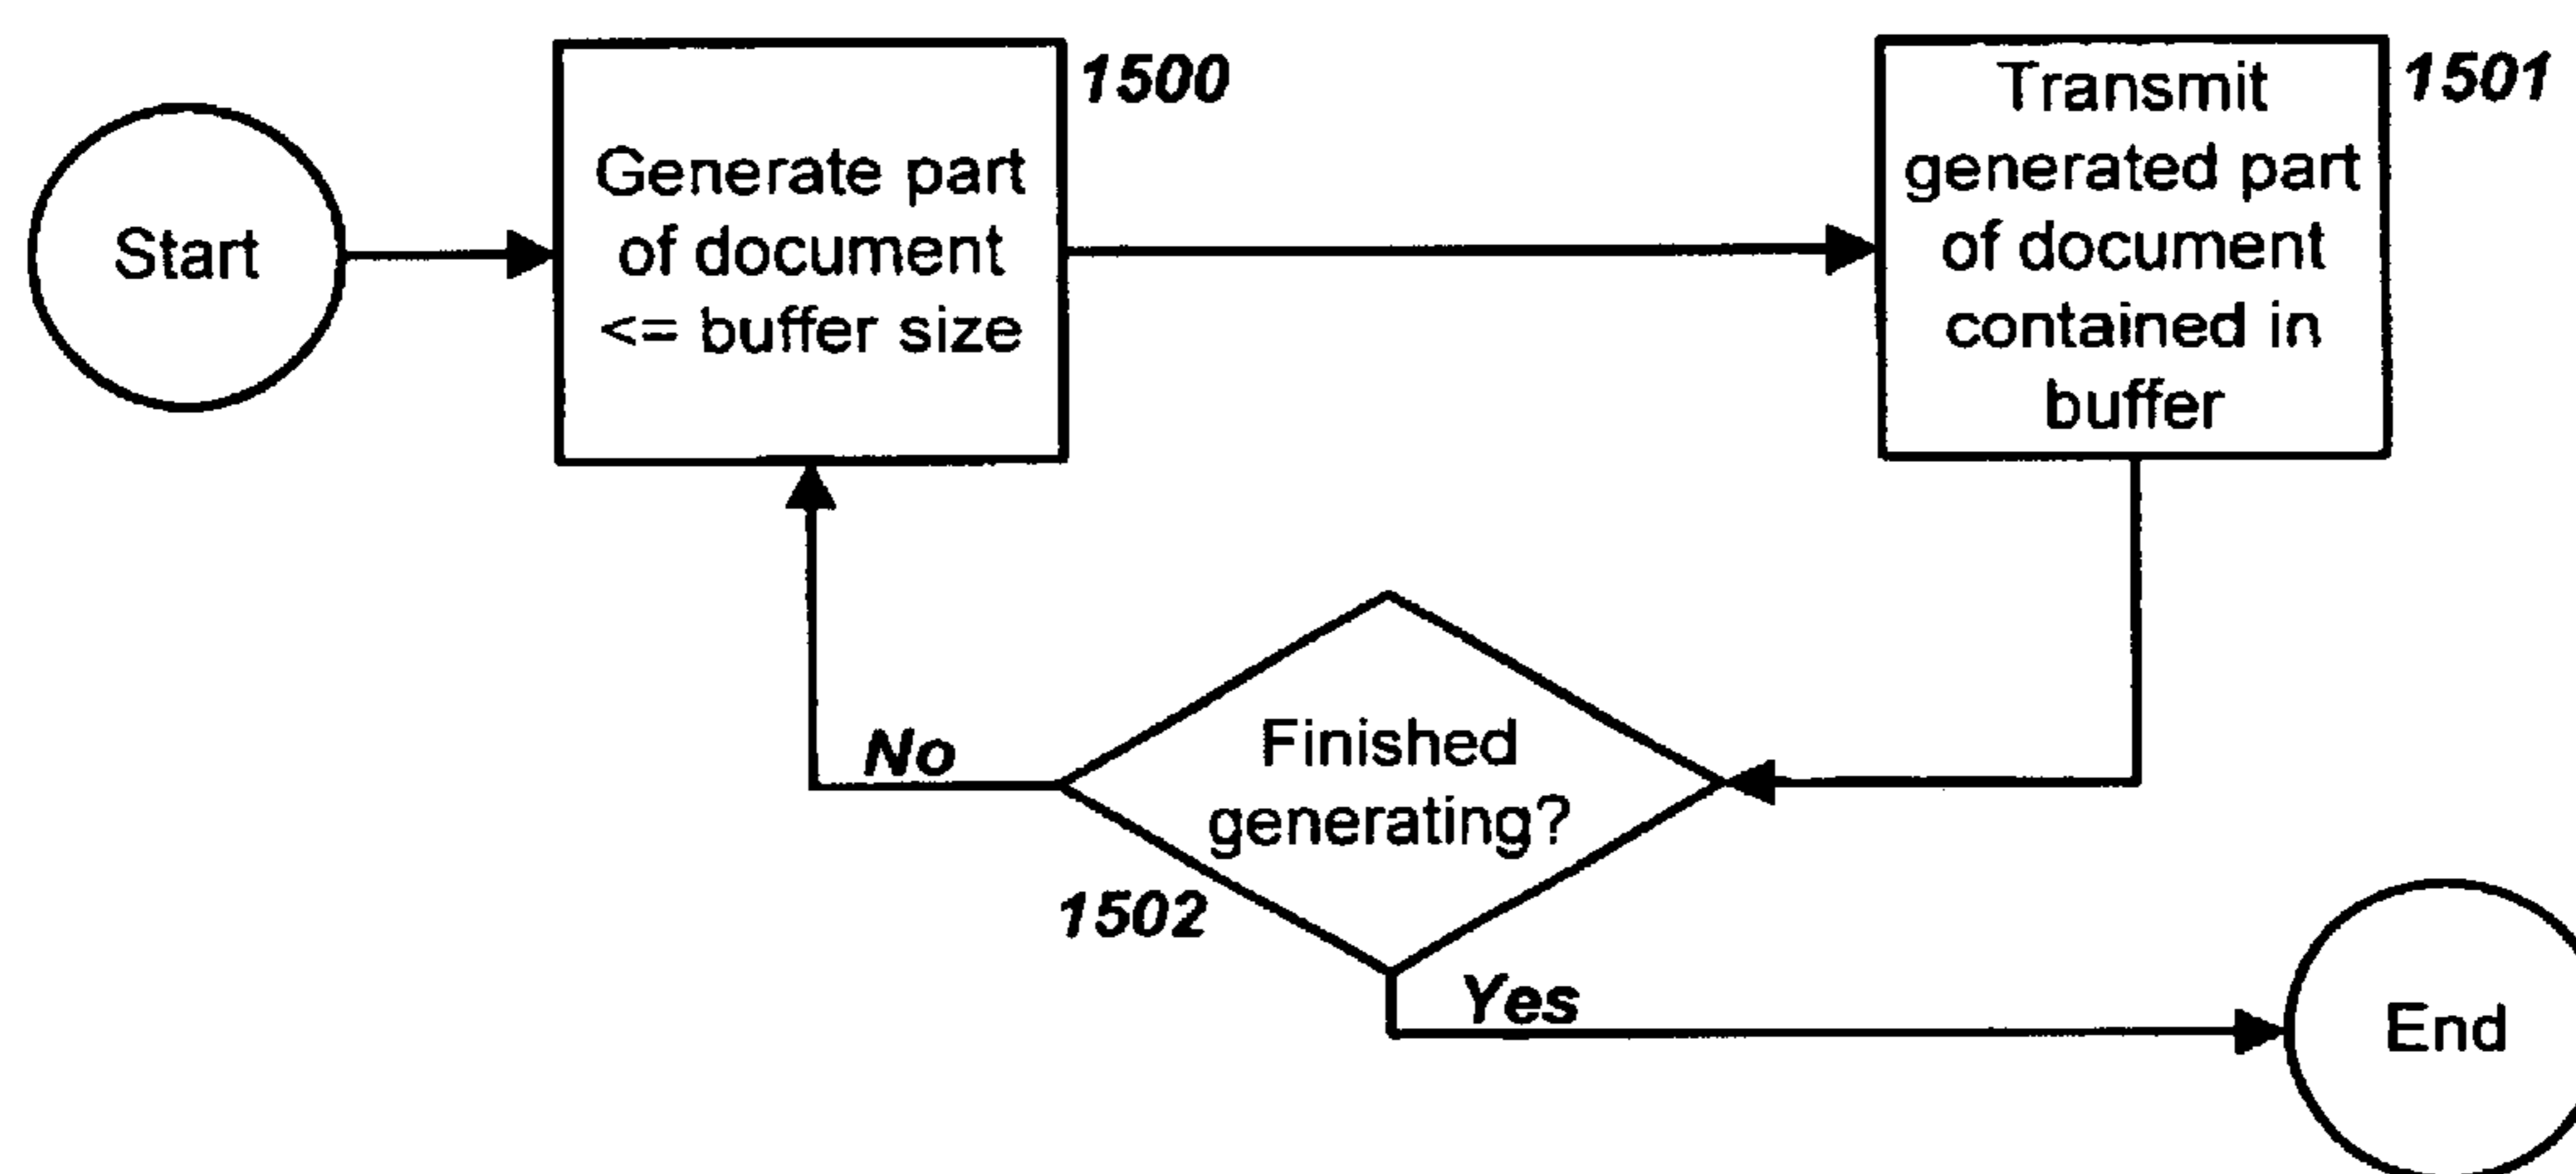 Start
Generate part
of document
<= buffer size
1500
Transmit
generated part
of document
contained in
buffer
1501
Finished
generating?
1502
No
Yes
End